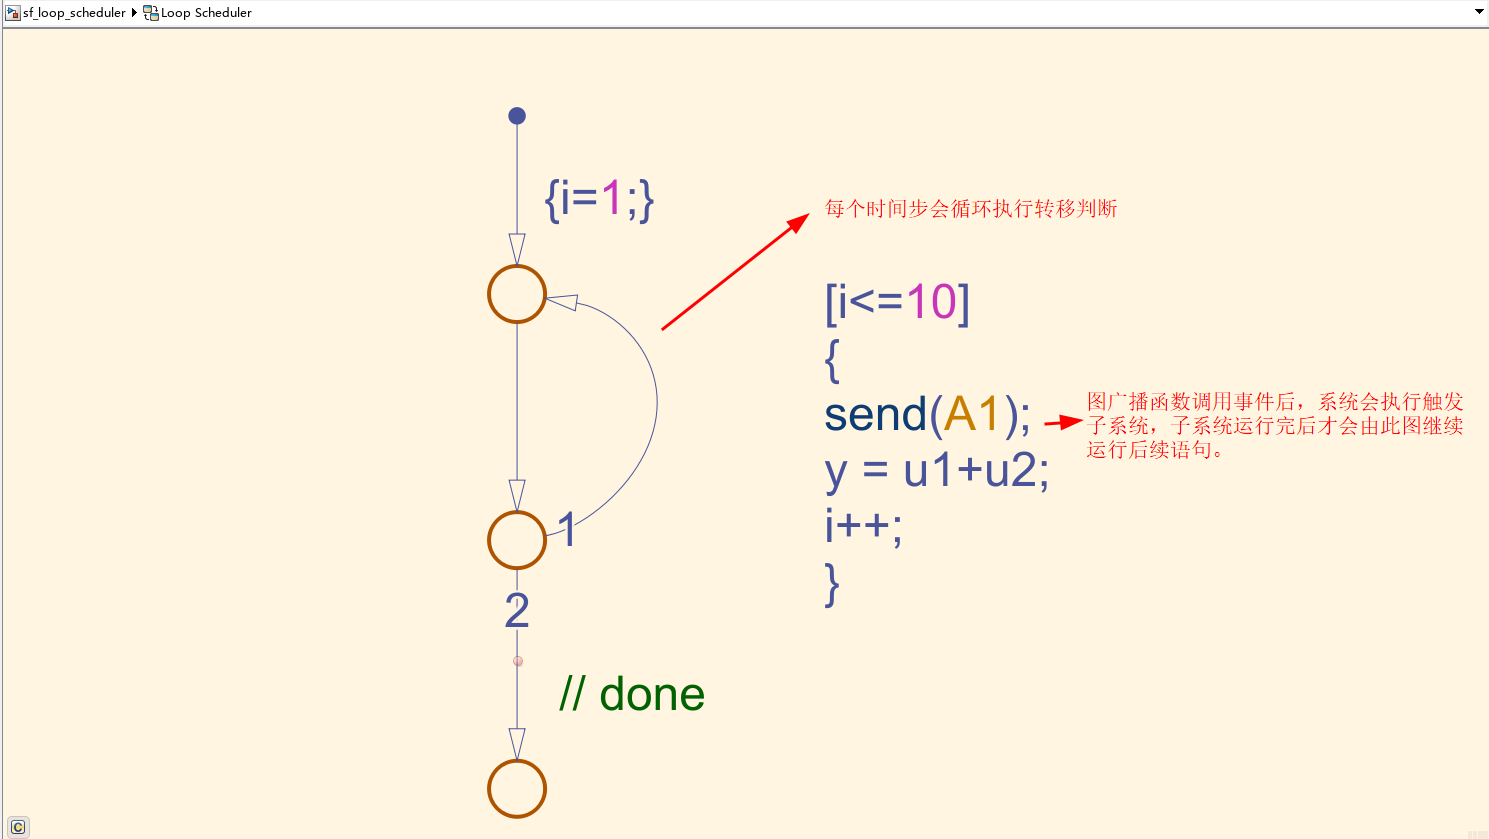 sf_loop_scheduler Loop Scheduler
{i=1;}
每个时间步会循环执行转移判断
[i<=10]
{
send(A1);
图广播函数调用事件后，系统会执行触发
子系统，子系统运行完后才会由此图继续
运行后续语句。
y = u1+u2;
i++;
}
1
2
// done
C